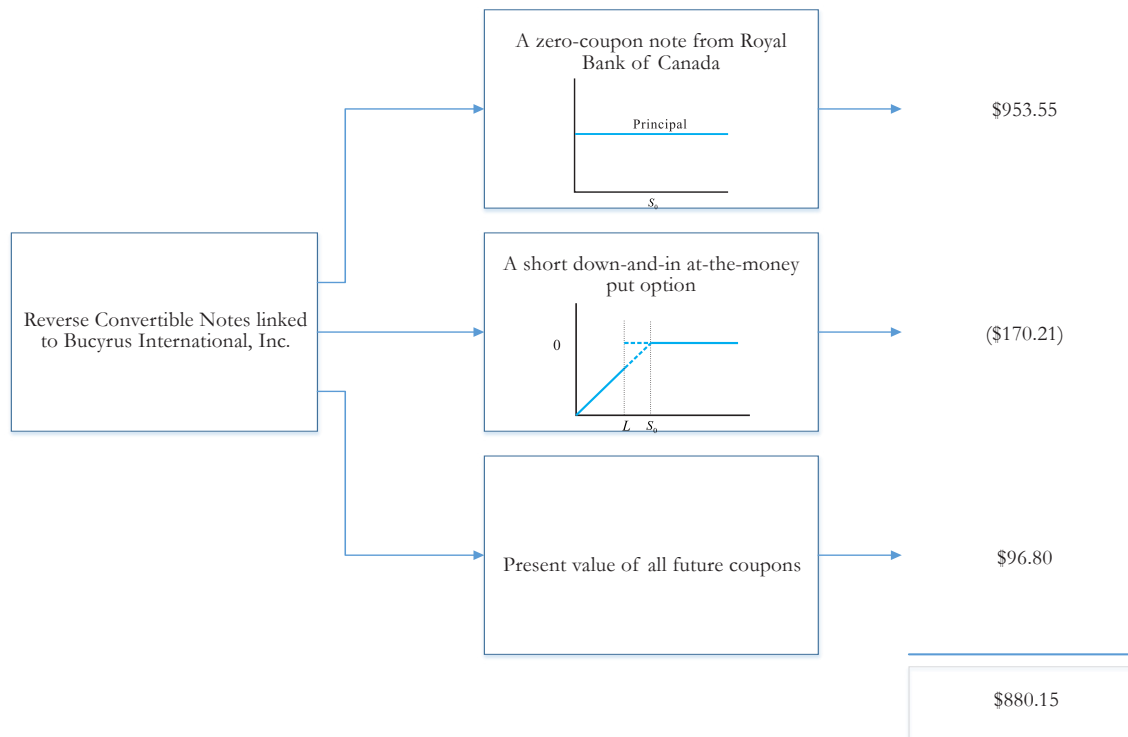 A zero-coupon note from Royal
Bank of Canada
Principal
S₀
$953.55
Reverse Convertible Notes linked
to Bucyrus International, Inc.
A short down-and-in at-the-money
put option
0
L
S₀
($170.21)
Present value of all future coupons
$96.80
$880.15